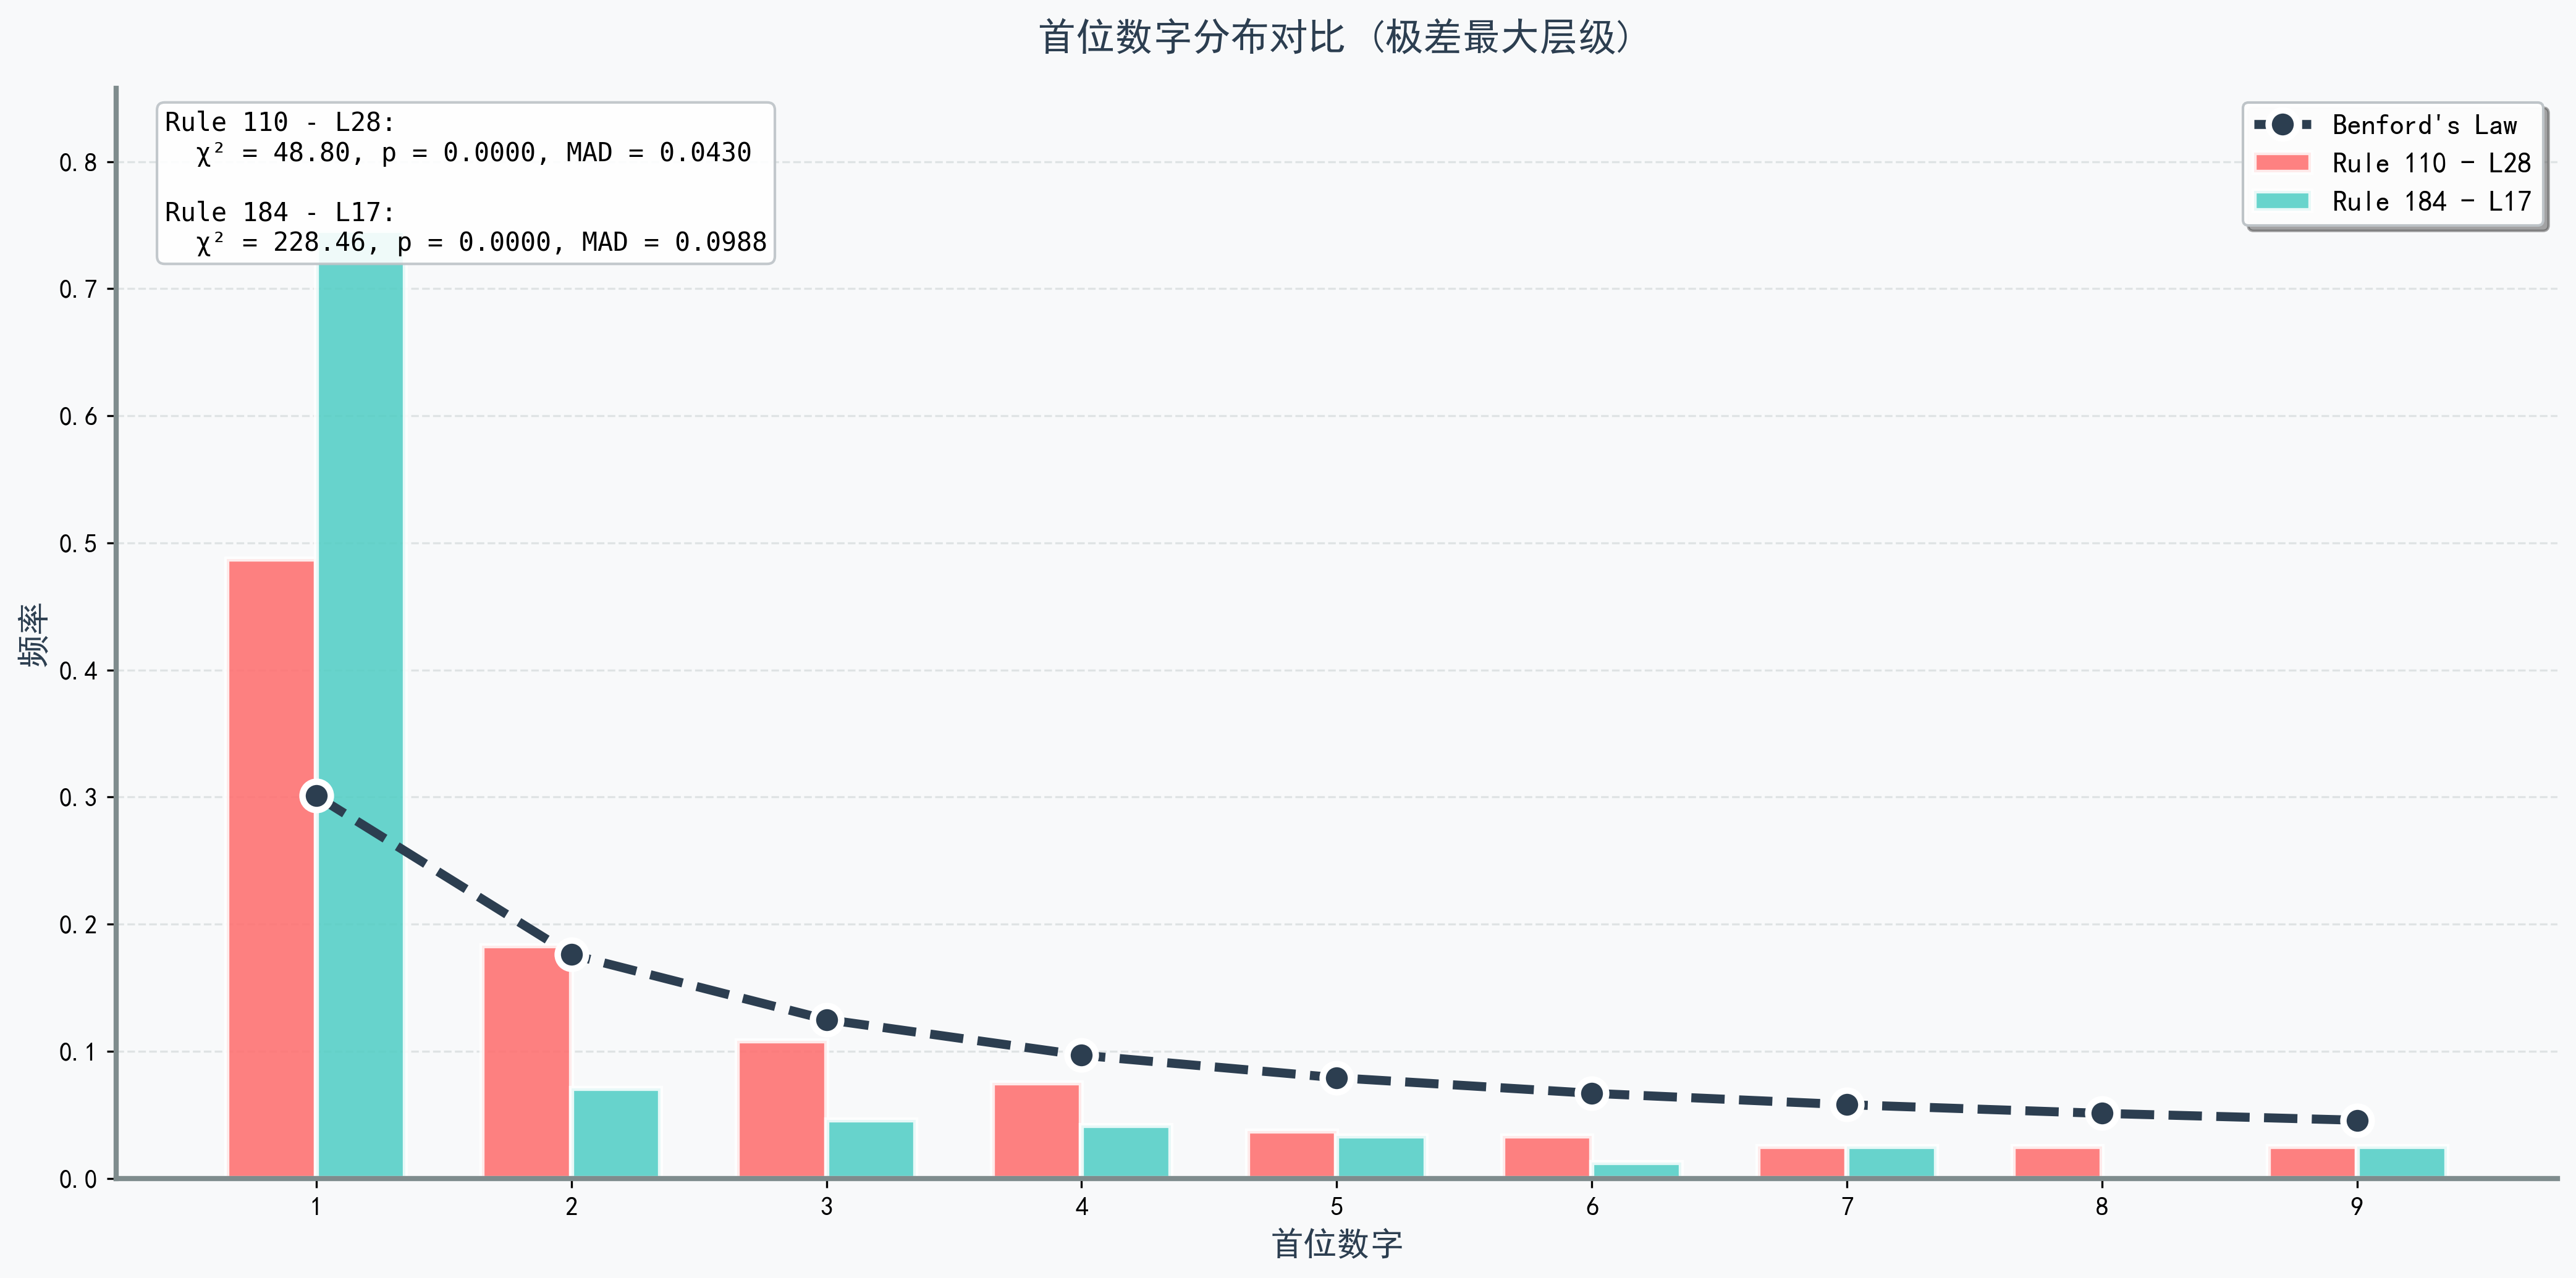 首位数字分布对比 (极差最大层级)
Rule 110 - L28:
χ² = 48.80, p = 0.0000, MAD = 0.0430
Rule 184 - L17:
χ² = 228.46, p = 0.0000, MAD = 0.0988
Benford's Law
Rule 110 - L28
Rule 184 - L17
频率
0.8
0.7
0.6
0.5
0.4
0.3
0.2
0.1
0.0
1 2 3 4 5 6 7 8 9
首位数字